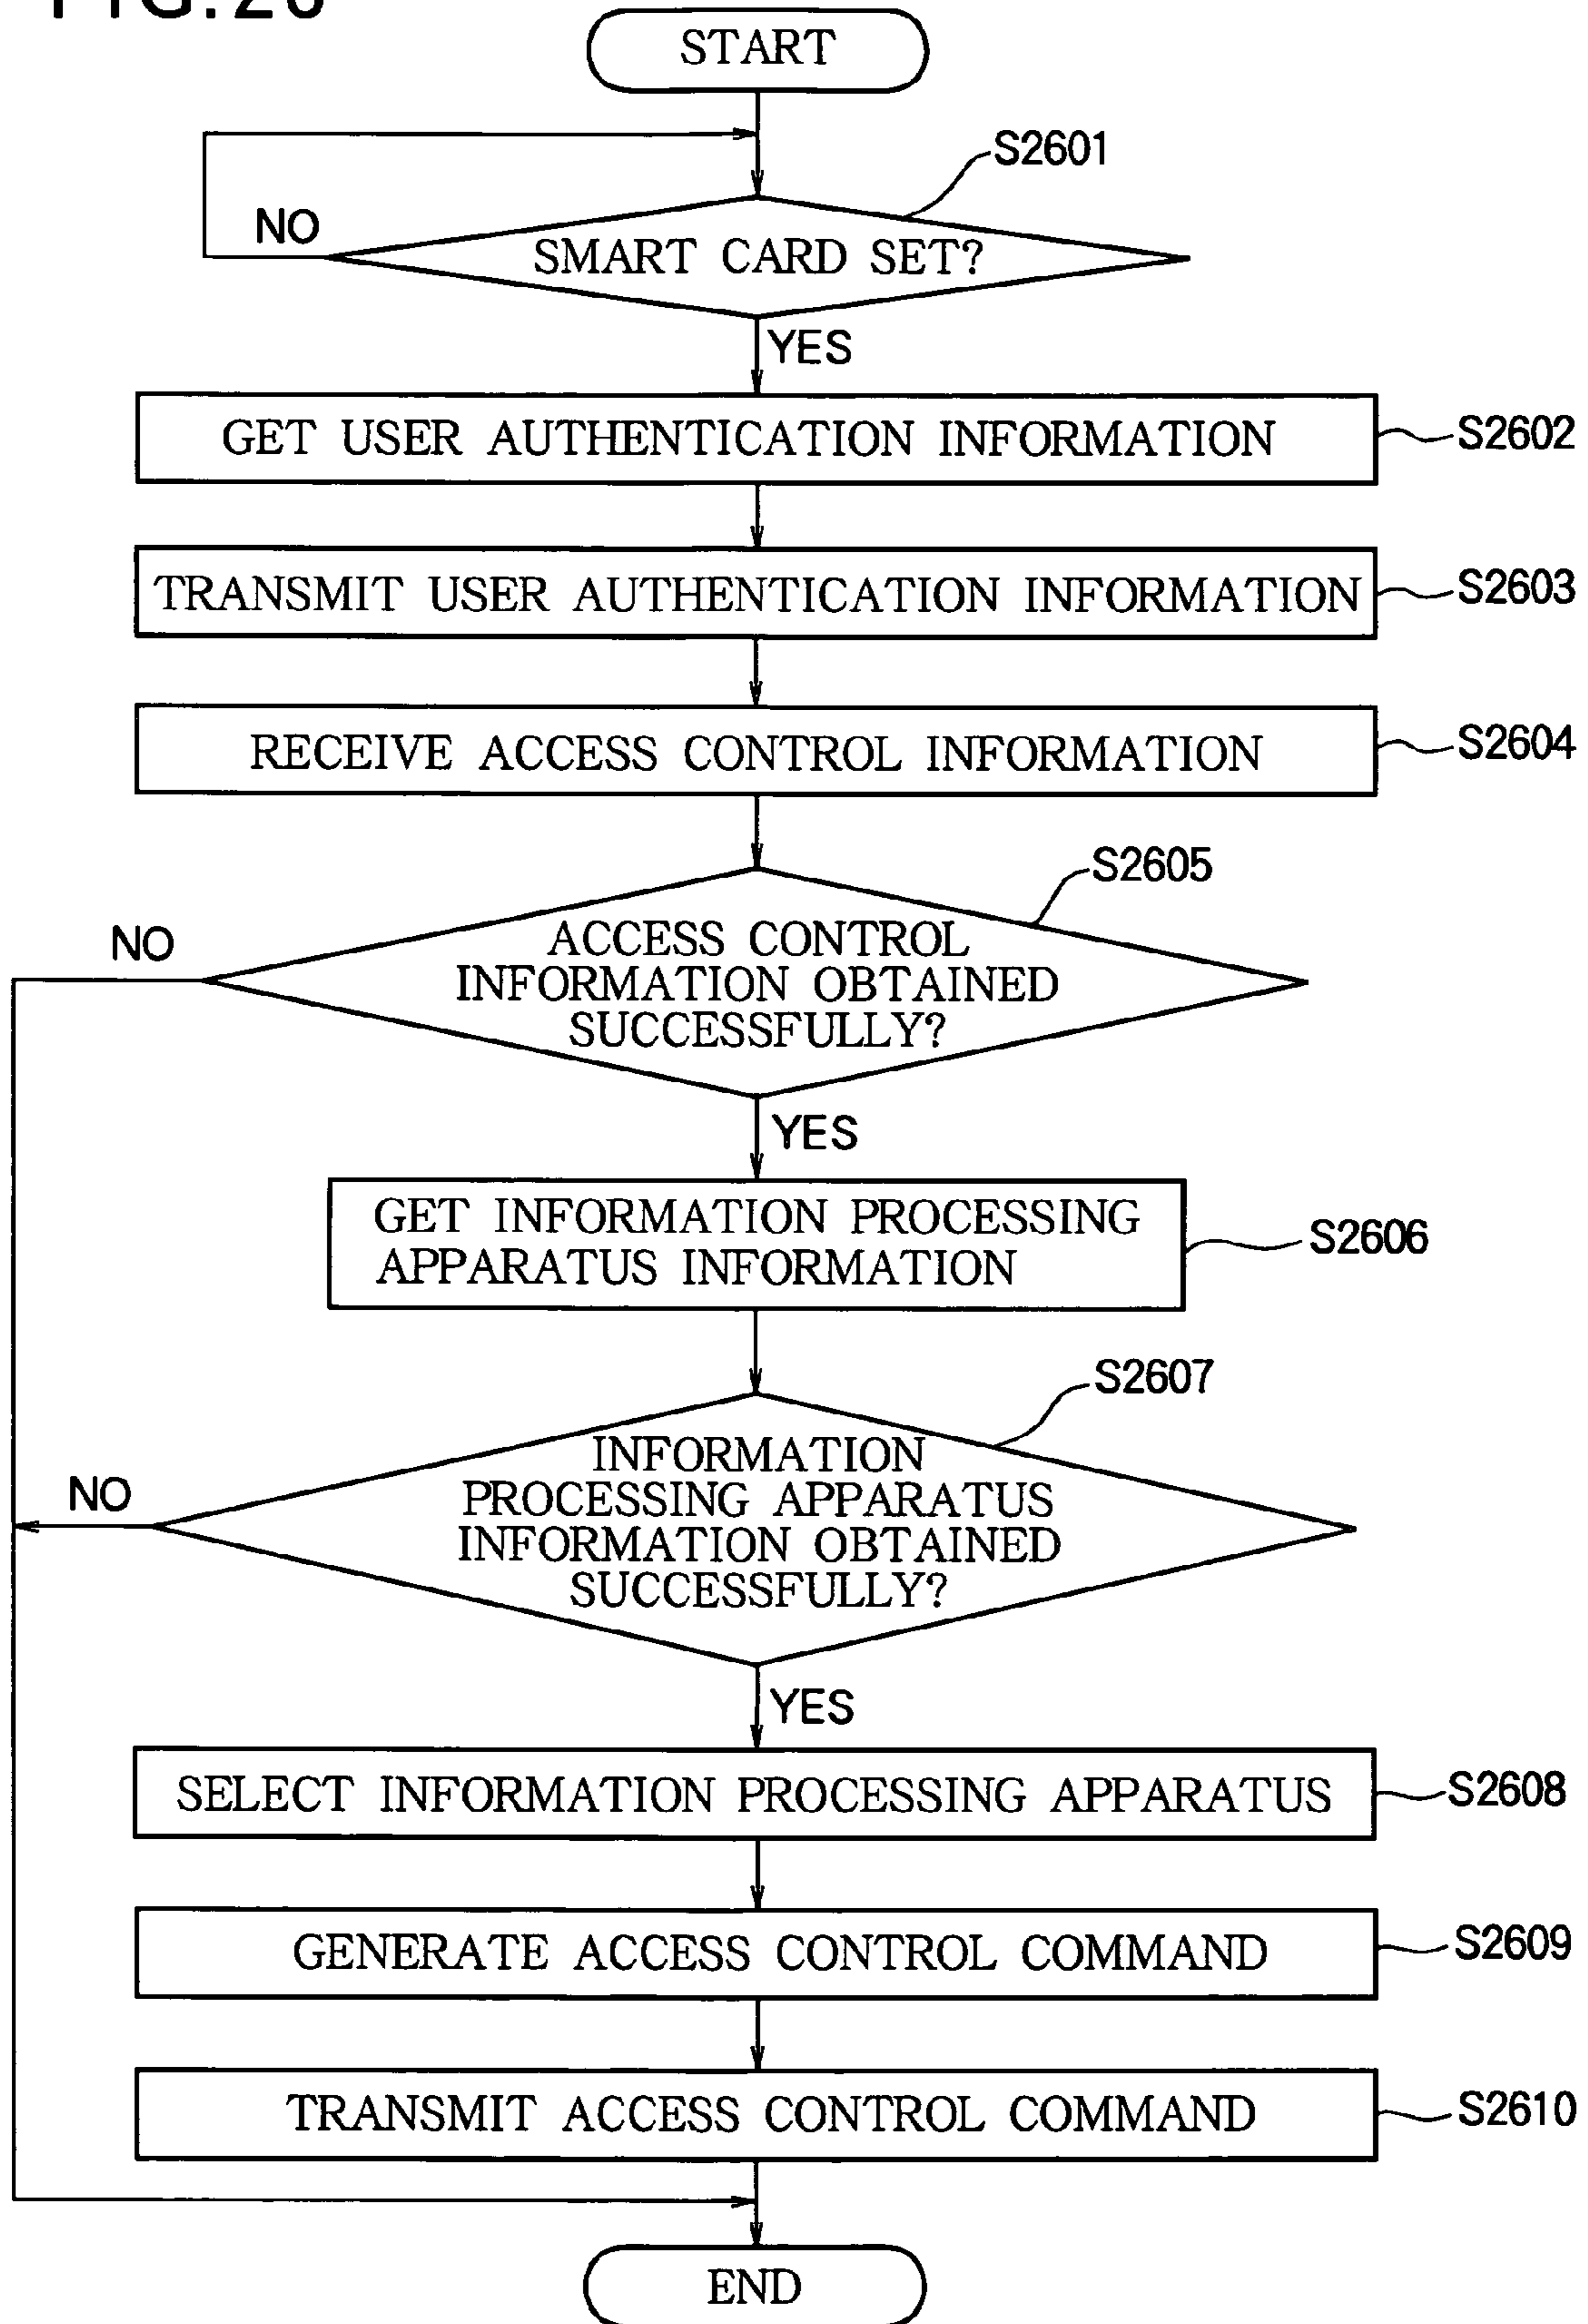 FIG.26
START
S2601
NO
SMART CARD SET?
YES
GET USER AUTHENTICATION INFORMATION
S2602
TRANSMIT USER AUTHENTICATION INFORMATION
S2603
RECEIVE ACCESS CONTROL INFORMATION
S2604
S2605
NO
ACCESS CONTROL
INFORMATION OBTAINED
SUCCESSFULLY?
YES
GET INFORMATION PROCESSING
APPARATUS INFORMATION
S2606
S2607
NO
INFORMATION
PROCESSING APPARATUS
INFORMATION OBTAINED
SUCCESSFULLY?
YES
SELECT INFORMATION PROCESSING APPARATUS
S2608
GENERATE ACCESS CONTROL COMMAND
S2609
TRANSMIT ACCESS CONTROL COMMAND
S2610
END